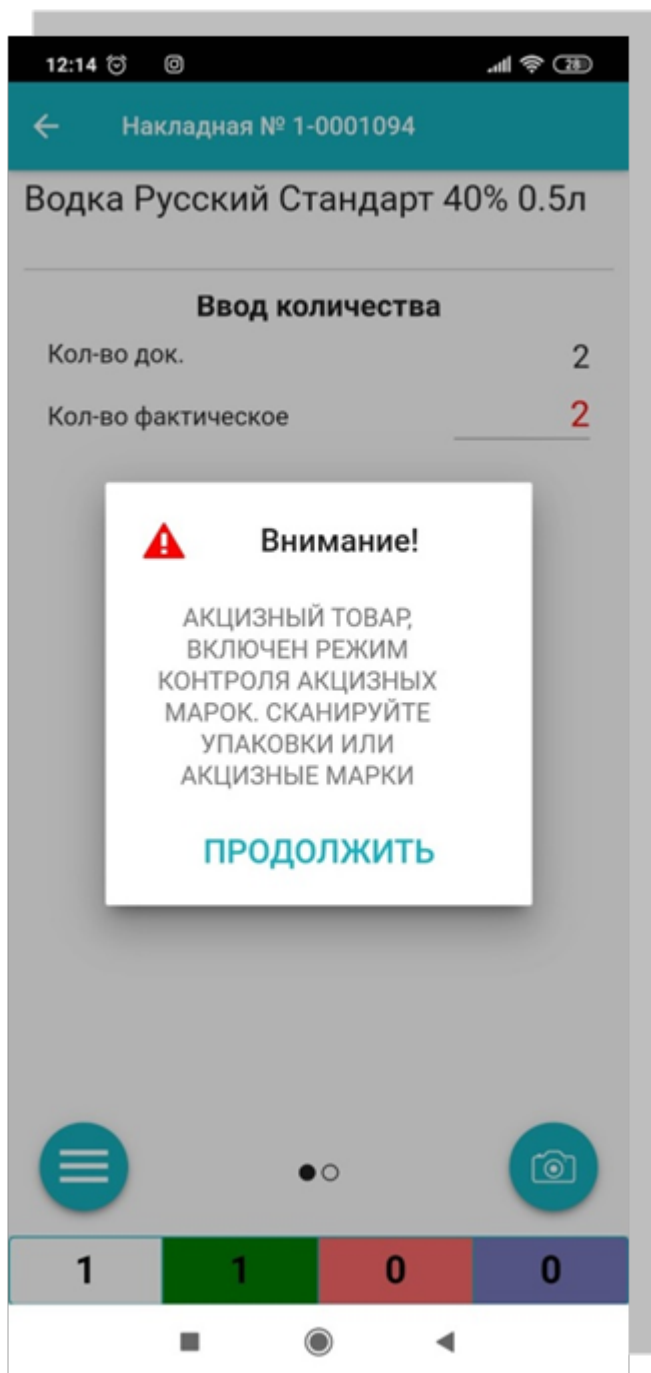 12:14 28
Накладная № 1-0001094
Водка Русский Стандарт 40% 0.5л
Ввод количества
Кол-во док. 2
Кол-во фактическое 2
Внимание!
АКЦИЗНЫЙ ТОВАР,
ВКЛЮЧЕН РЕЖИМ
КОНТРОЛЯ АКЦИЗНЫХ
МАРОК. СКАНИРУЙТЕ
УПАКОВКИ ИЛИ
АКЦИЗНЫЕ МАРКИ
ПРОДОЛЖИТЬ
1 1 0 0